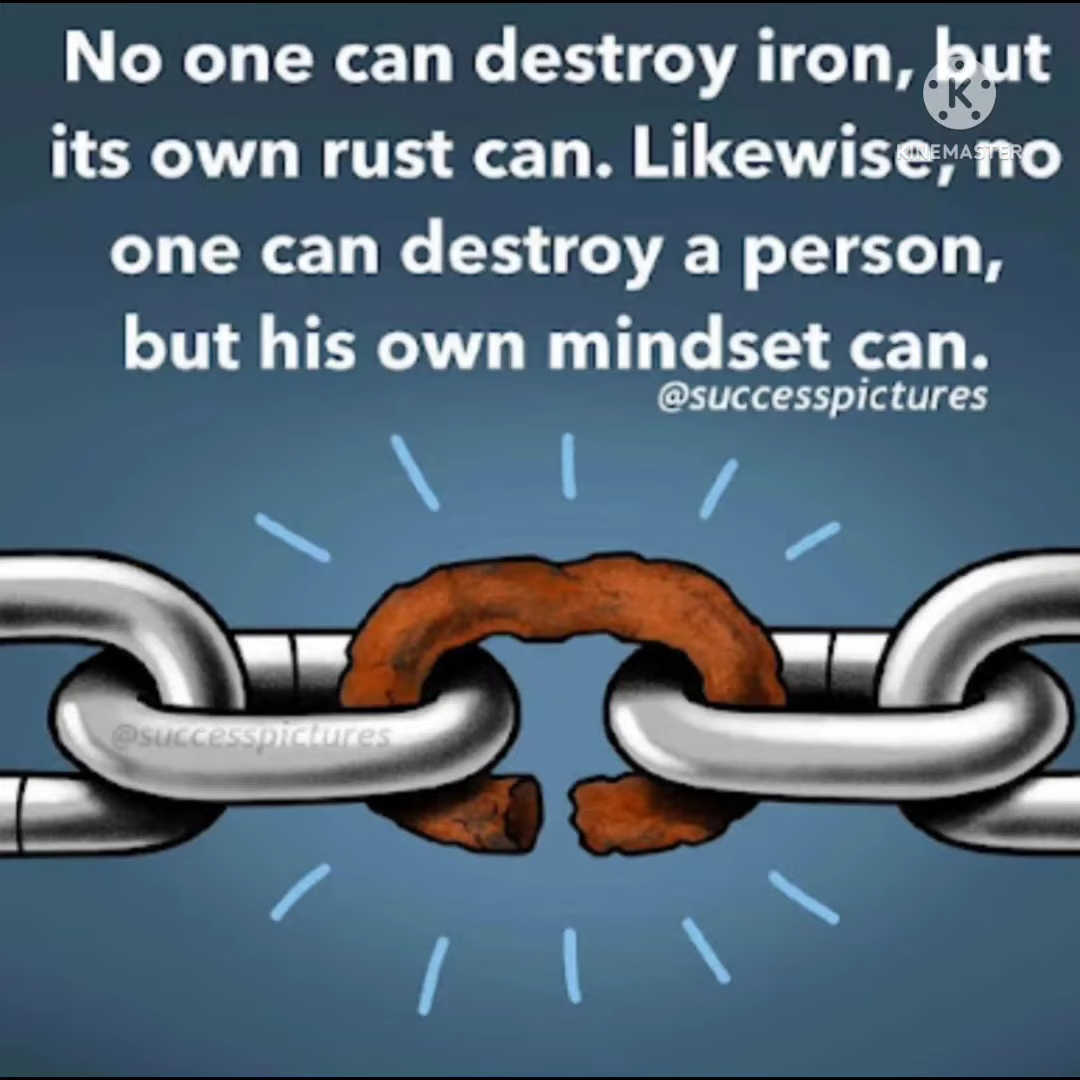 No one can destroy iron, but
its own rust can. Likewise, no
one can destroy a person,
but his own mindset can.
@successpictures
K
KINEMASTER
@successpictures